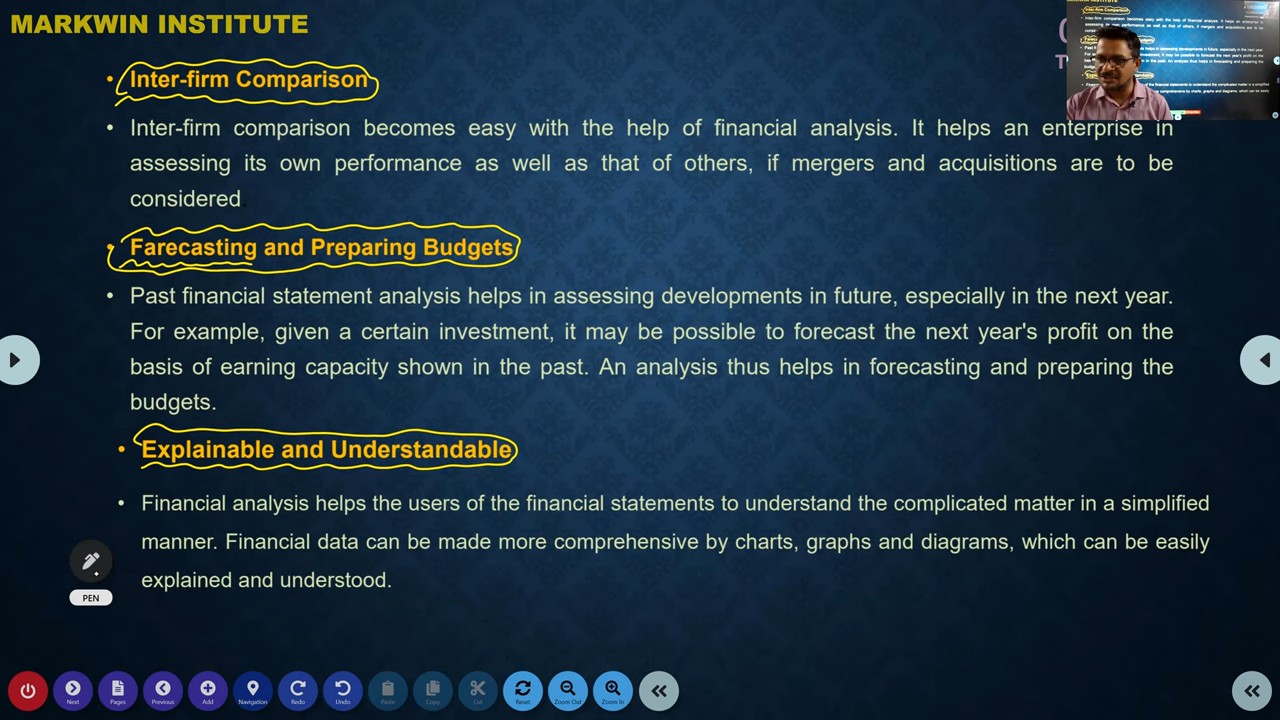 MARKWIN INSTITUTE
• Inter-firm Comparison
• Inter-firm comparison becomes easy with the help of financial analysis. It helps an enterprise in
assessing its own performance as well as that of others, if mergers and acquisitions are to be
considered
• Farecasting and Preparing Budgets
• Past financial statement analysis helps in assessing developments in future, especially in the next year.
For example, given a certain investment, it may be possible to forecast the next year's profit on the
basis of earning capacity shown in the past. An analysis thus helps in forecasting and preparing the
budgets.
• Explainable and Understandable
• Financial analysis helps the users of the financial statements to understand the complicated matter in a simplified
manner. Financial data can be made more comprehensive by charts, graphs and diagrams, which can be easily
explained and understood.
PEN
Next Pages Previous Add Navigation Redo Undo Paste Copy Cut Reset Zoom Out Zoom In